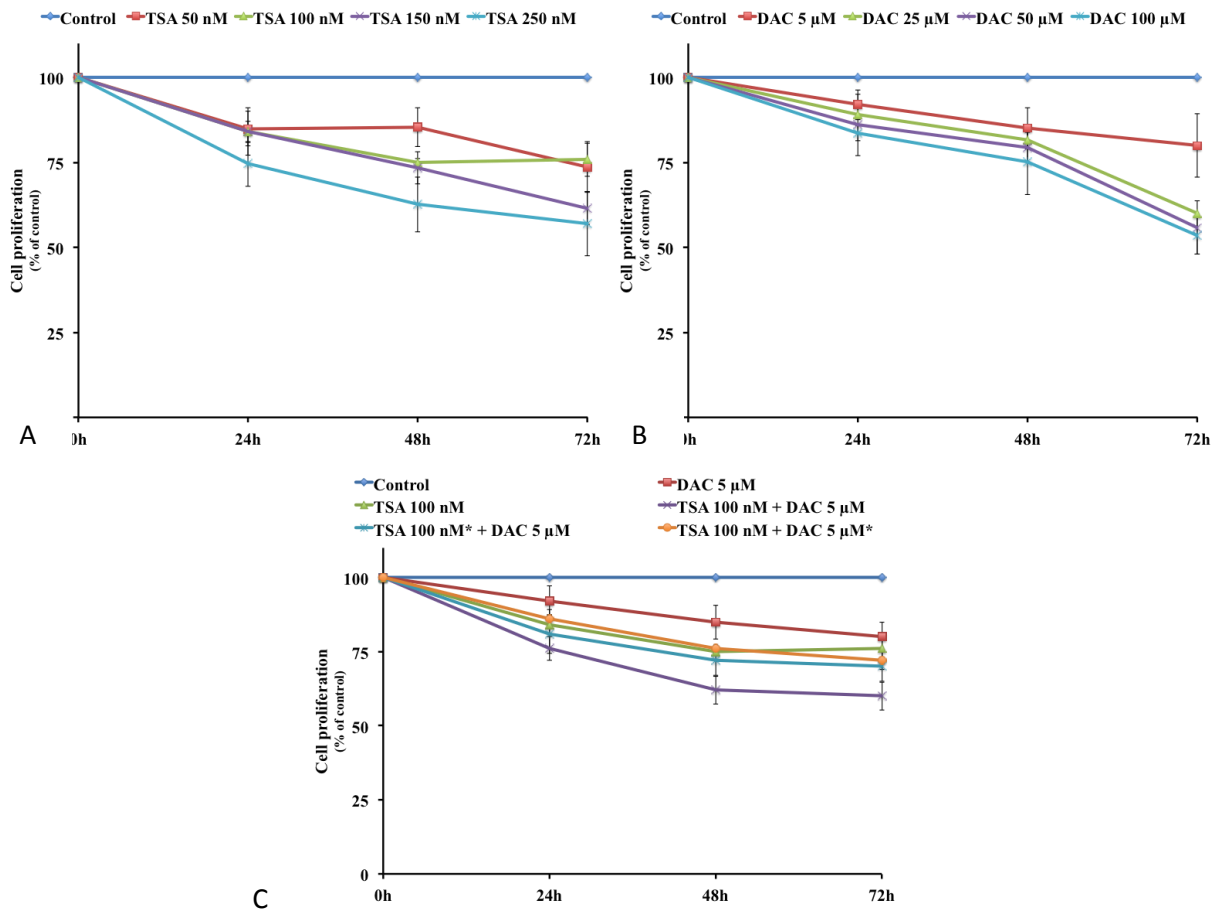 Control TSA 50 nM TSA 100 nM TSA 150 nM TSA 250 nM
100
75
50
25
Cell proliferation
(% of control)
A
0h 24h 48h 72h
Control DAC 5 µM DAC 25 µM DAC 50 µM DAC 100 µM
100
75
50
25
Cell proliferation
(% of control)
B
0h 24h 48h 72h
Control DAC 5 µM
TSA 100 nM TSA 100 nM + DAC 5 µM
TSA 100 nM* + DAC 5 µM TSA 100 nM + DAC 5 µM*
100
75
50
25
0
Cell proliferation
(% of control)
C
0h 24h 48h 72h